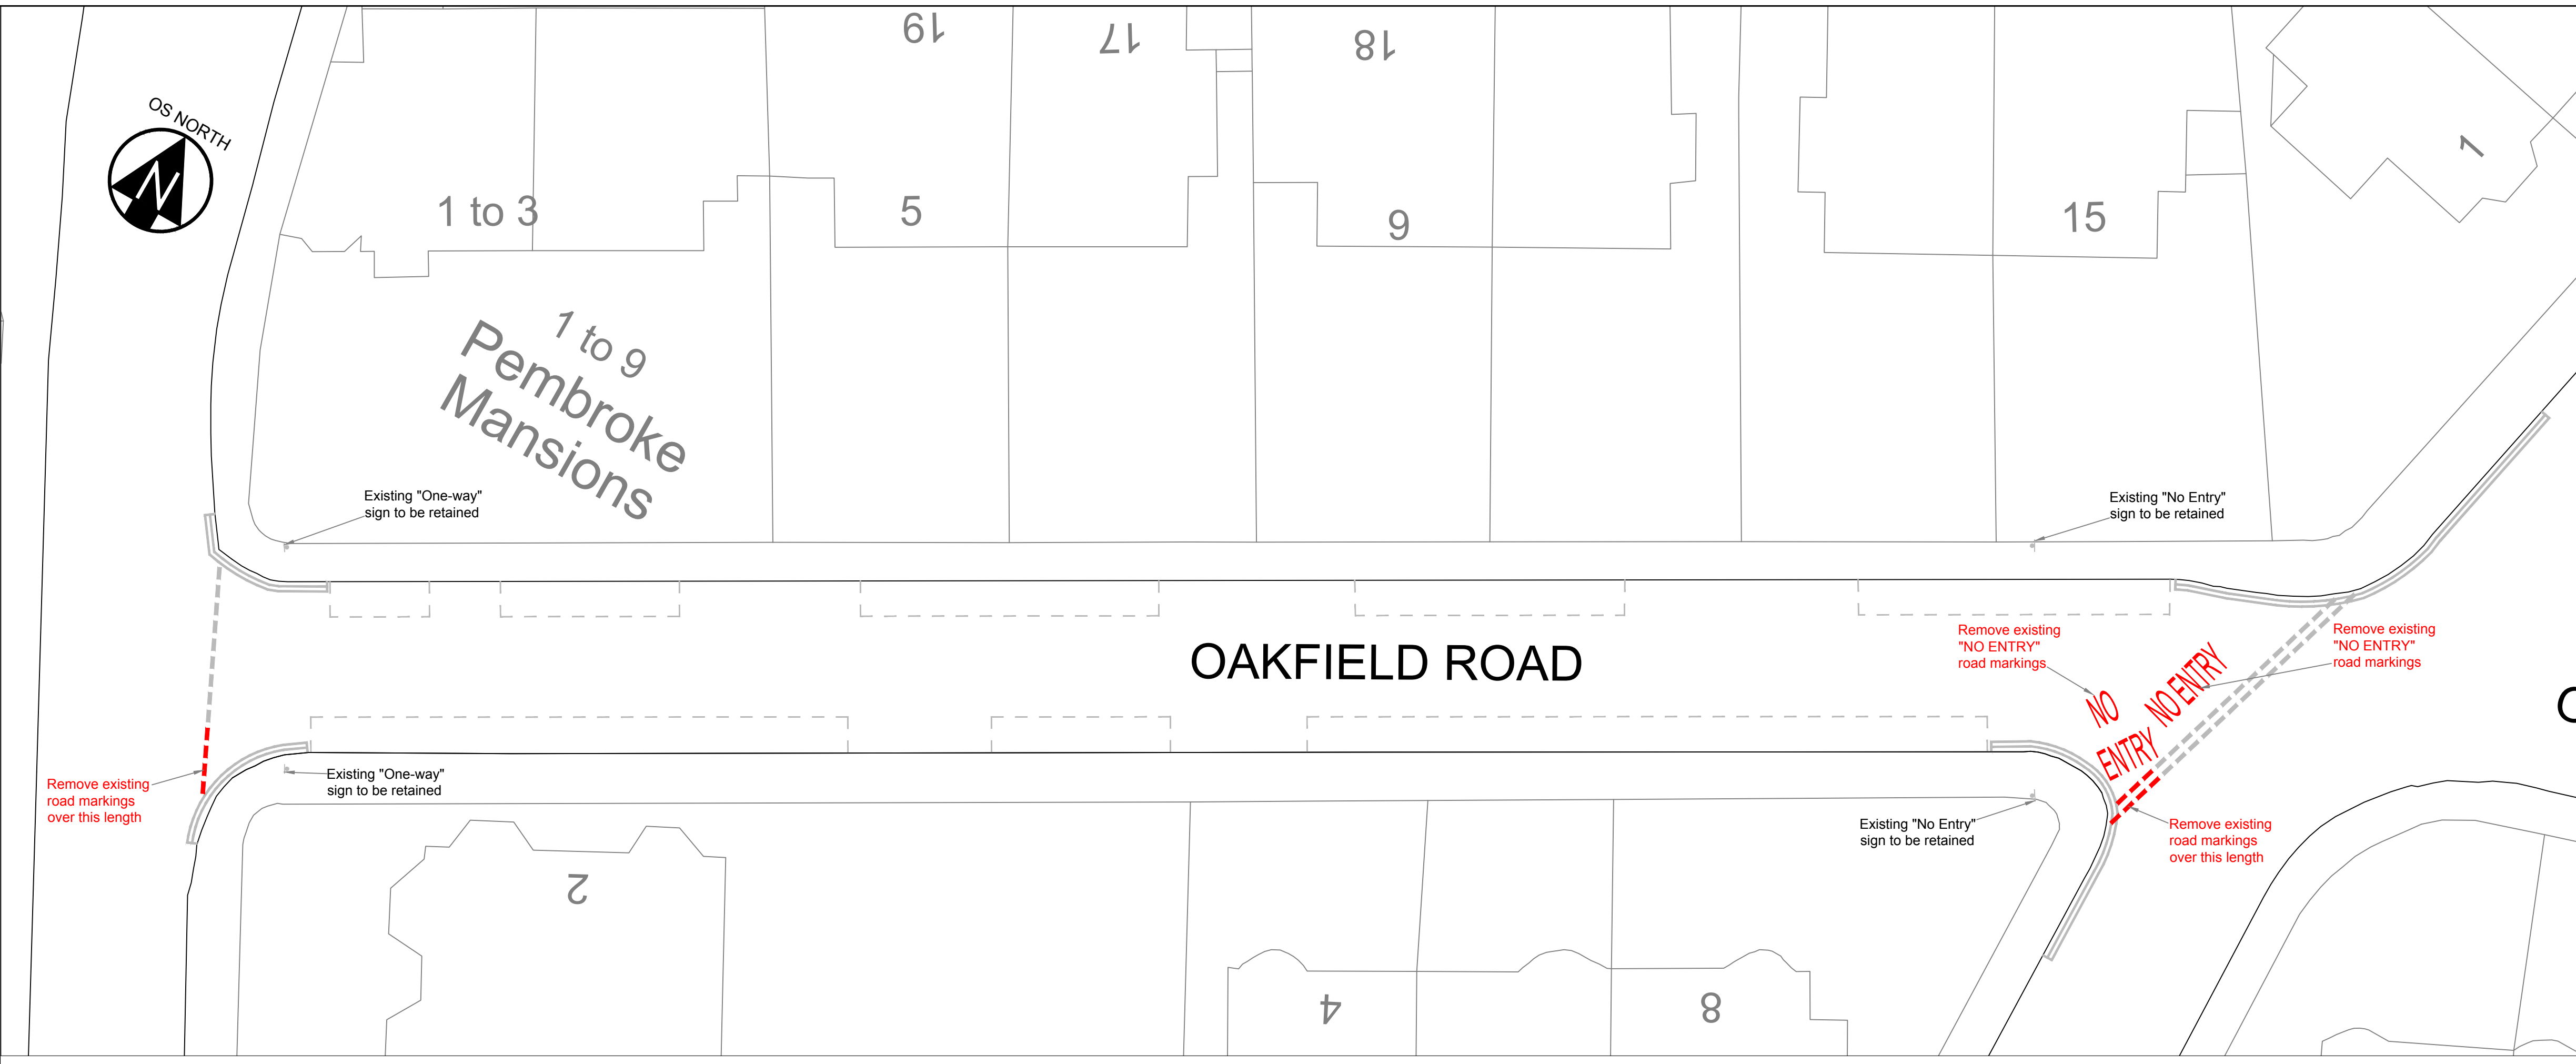 19
17
18
OS NORTH
N
1
1 to 3
5
9
15
1 to 9
Pembroke
Mansions
Existing "One-way"
sign to be retained
Existing "No Entry"
sign to be retained
OAKFIELD ROAD
Remove existing
"NO ENTRY"
road markings
Remove existing
"NO ENTRY"
road markings
NO
ENTRY
NO ENTRY
Remove existing
road markings
over this length
Existing "One-way"
sign to be retained
Existing "No Entry"
sign to be retained
Remove existing
road markings
over this length
2
4
8